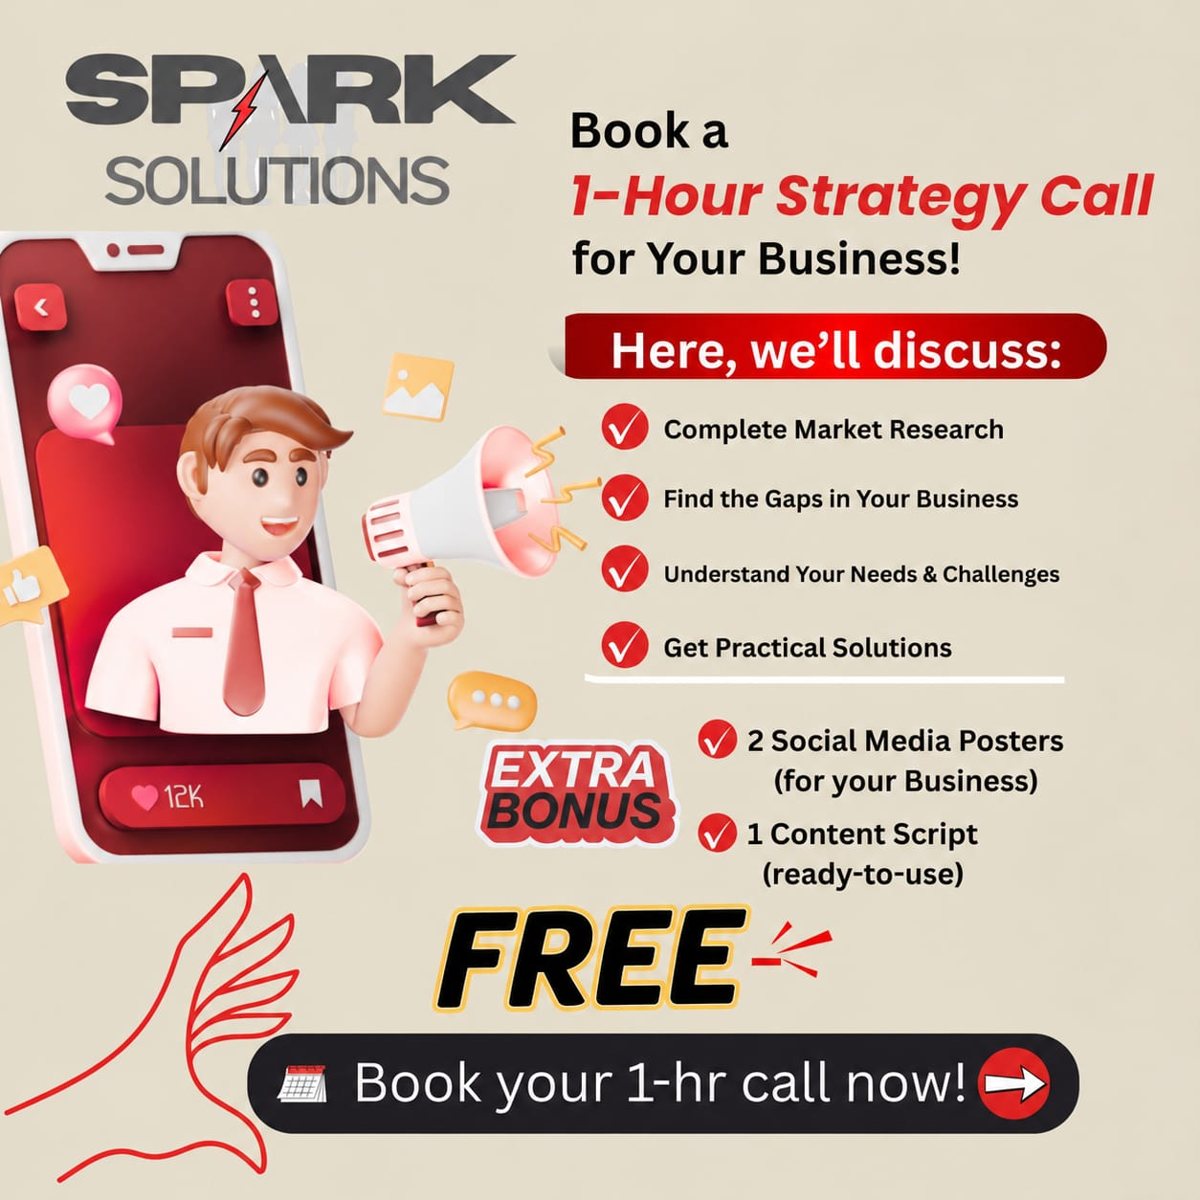 SPARK
SOLUTIONS
Book a
1-Hour Strategy Call
for Your Business!
Here, we'll discuss:
Complete Market Research
Find the Gaps in Your Business
Understand Your Needs & Challenges
Get Practical Solutions
EXTRA
BONUS
2 Social Media Posters
(for your Business)
1 Content Script
(ready-to-use)
12K
FREE
Book your 1-hr call now!